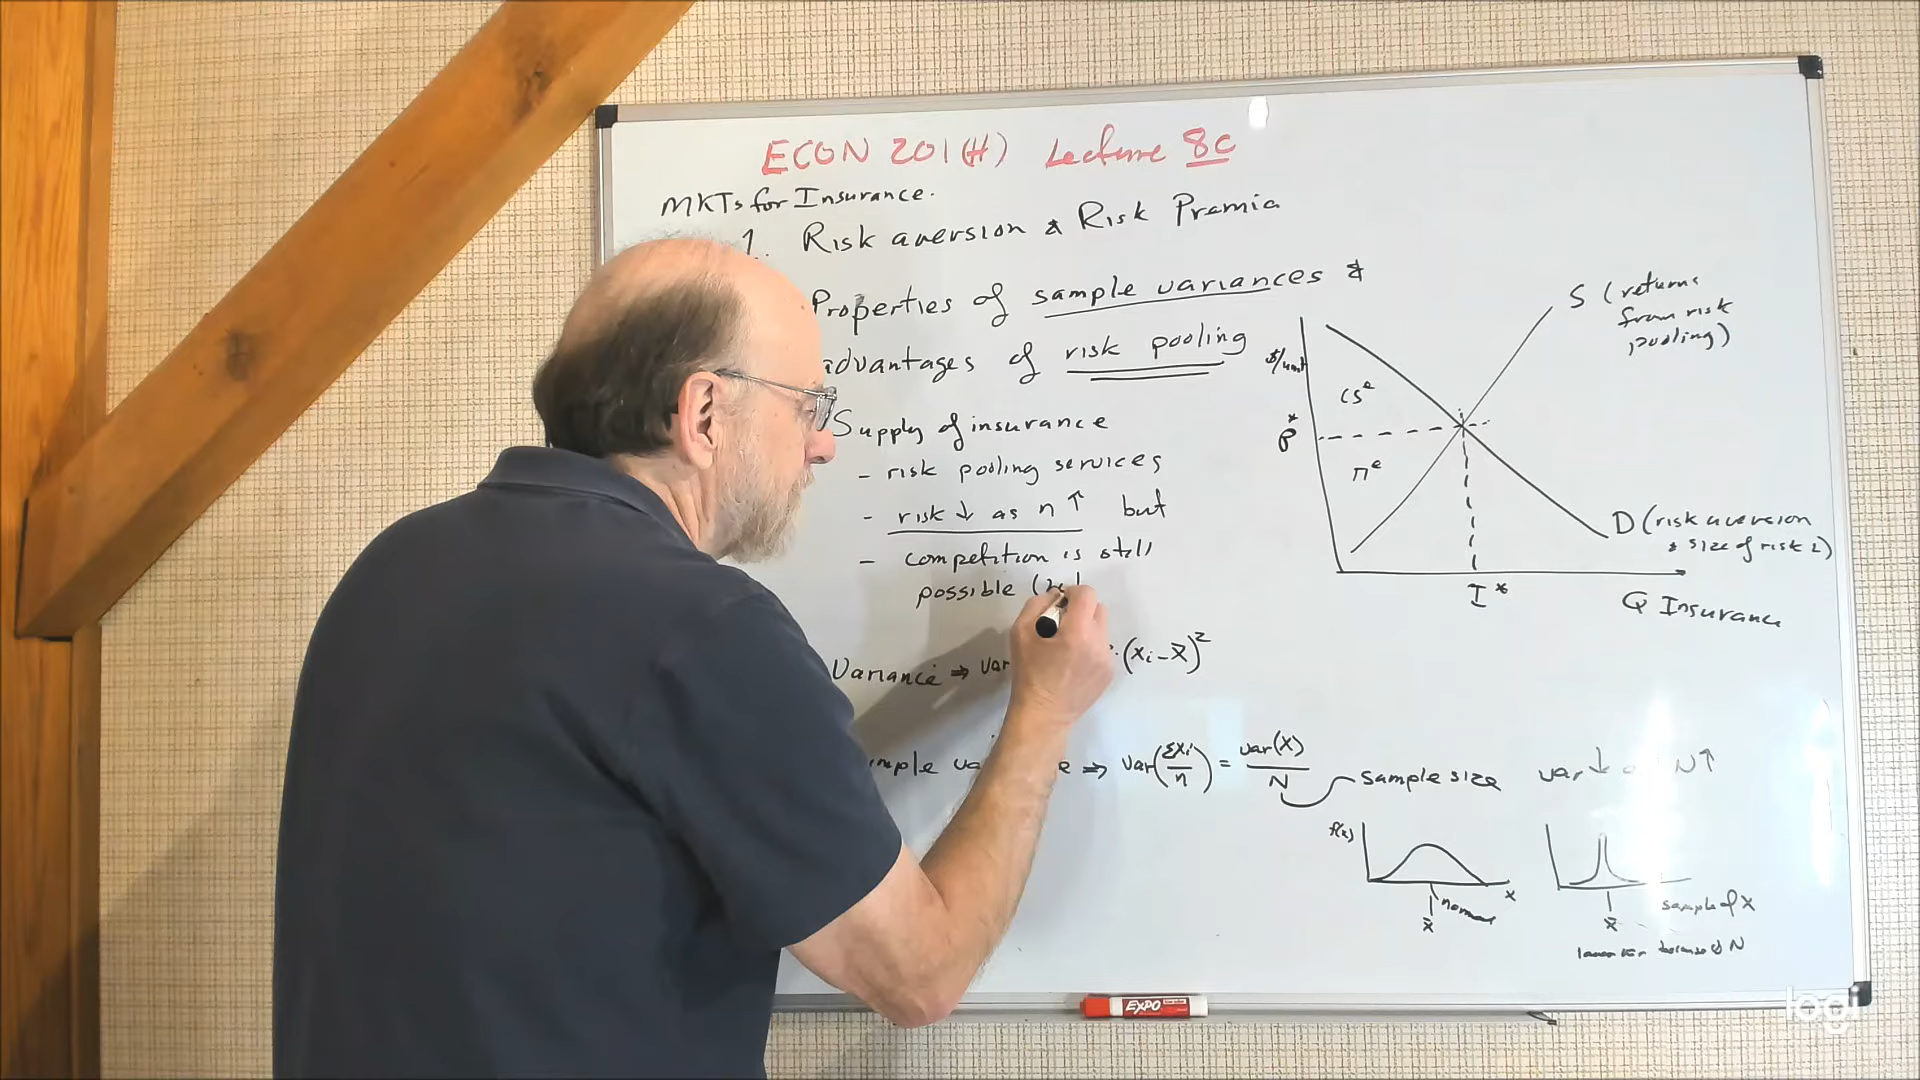 ECON 201(H) Lecture 8c
MKTs for Insurance.
1. Risk aversion & Risk Premia
Properties of sample variances &
advantages of risk pooling
Supply of insurance
- risk pooling services
- risk ↓ as n ↑ but
- competition is still
possible (
Variance ⇒ var
(xi - x̄)²
⇒ var(Σxi/n) = var(X)/N
sample size
var ↓ N↑
S (returns
from risk
pooling)
$/unit
CSᵉ
P*
πᵉ
D (risk aversion
& size of risk
I*
Q Insurance
f(x)
x
x̄
x̄
sample of X
N
EXPO
logi